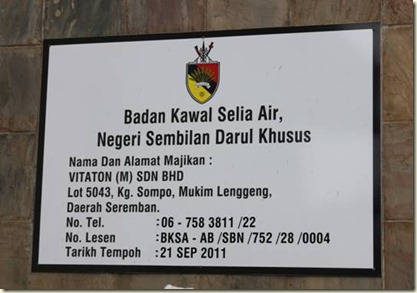 Badan Kawal Selia Air,
Negeri Sembilan Darul Khusus
Nama Dan Alamat Majikan :
VITATON (M) SDN BHD
Lot 5043, Kg. Sompo, Mukim Lenggeng,
Daerah Seremban.
No. Tel. : 06 - 758 3811 /22
No. Lesen : BKSA - AB /SBN /752 /28 /0004
Tarikh Tempoh : 21 SEP 2011